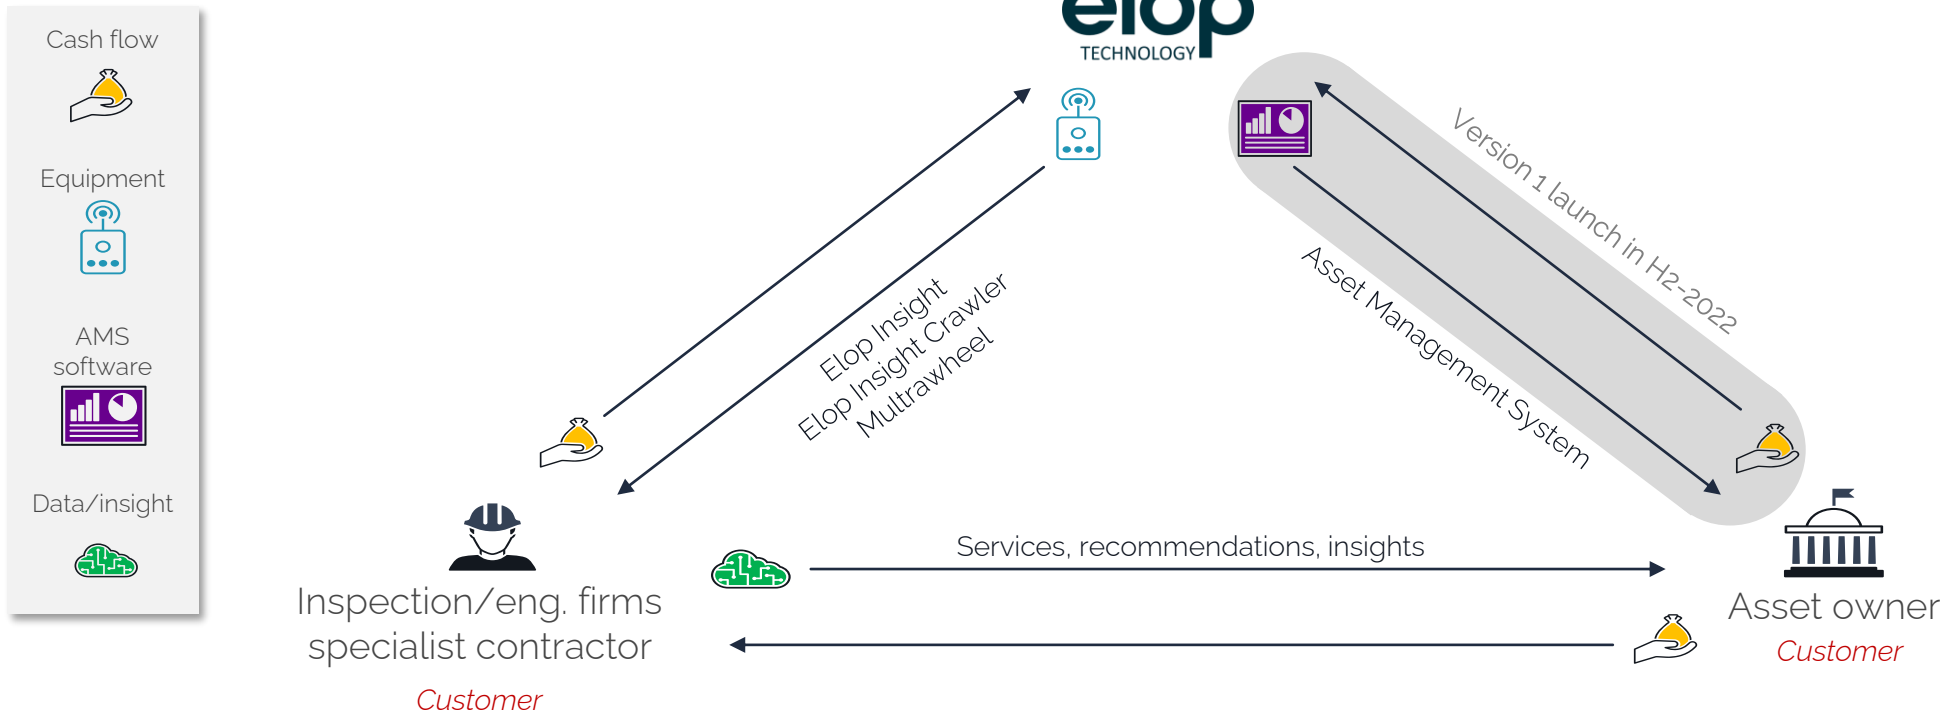 Cash flow
Equipment
AMS
software
Data/insight
elop
TECHNOLOGY
Version 1 launch in H2-2022
Asset Management System
Elop Insight
Elop Insight Crawler
Multrawheel
Services, recommendations, insights
Inspection/eng. firms
specialist contractor
Customer
Asset owner
Customer